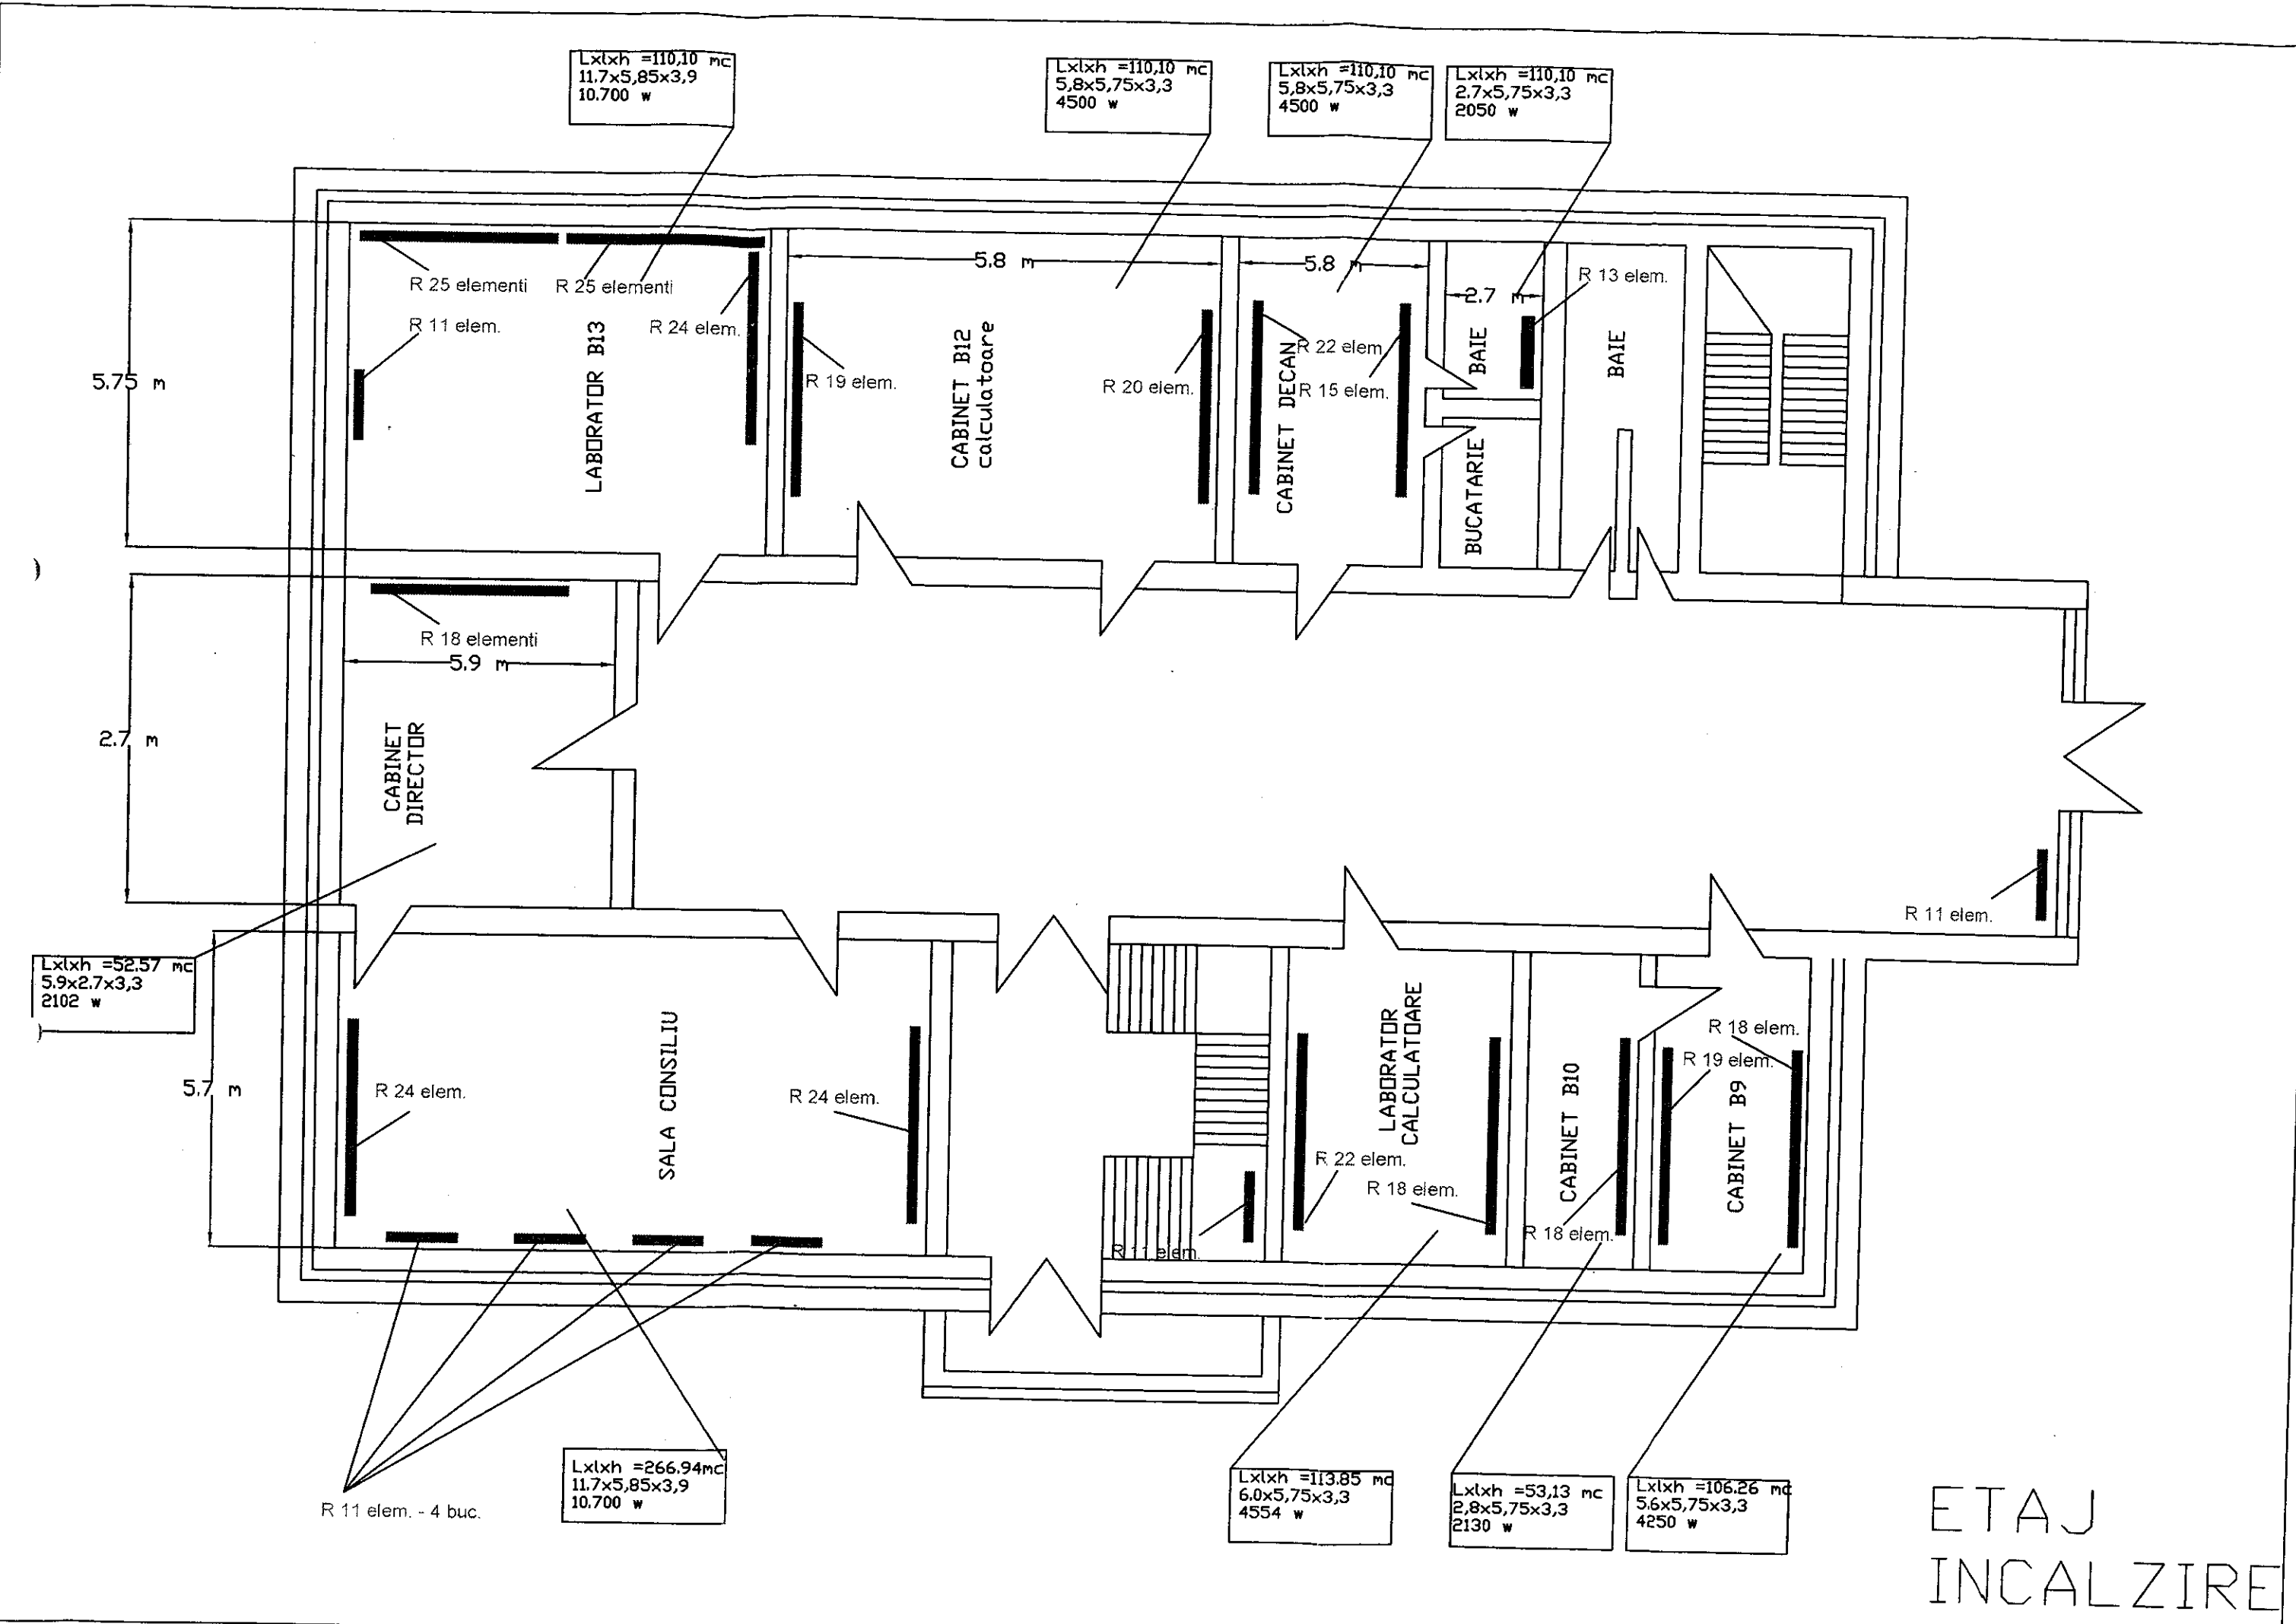 Lxlxh =110,10 mc
11.7x5,85x3,9
10.700 w
Lxlxh =110,10 mc
5,8x5,75x3,3
4500 w
Lxlxh =110,10 mc
5,8x5,75x3,3
4500 w
Lxlxh =110,10 mc
2.7x5,75x3,3
2050 w
5.75 m
R 25 elementi
R 25 elementi
R 11 elem.
R 24 elem.
LABORATOR B13
5.8 m
R 19 elem.
CABINET B12
calculatoare
R 20 elem.
5.8 m
R 22 elem.
R 15 elem.
CABINET DECAN
2.7 m
R 13 elem.
BAIE
BUCATARIE
BAIE
R 18 elementi
5.9 m
2.7 m
CABINET
DIRECTOR
R 11 elem.
Lxlxh =52.57 mc
5.9x2.7x3,3
2102 w
5.7 m
R 24 elem.
SALA CONSILIU
R 24 elem.
R 11 elem.
LABORATOR
CALCULATOARE
R 22 elem.
R 18 elem.
CABINET B10
R 18 elem.
R 18 elem.
R 19 elem.
CABINET B9
R 11 elem. - 4 buc.
Lxlxh =266.94mc
11.7x5,85x3,9
10.700 w
Lxlxh =113.85 mc
6.0x5,75x3,3
4554 w
Lxlxh =53,13 mc
2,8x5,75x3,3
2130 w
Lxlxh =106.26 mc
5.6x5,75x3,3
4250 w
ETAJ
INCALZIRE